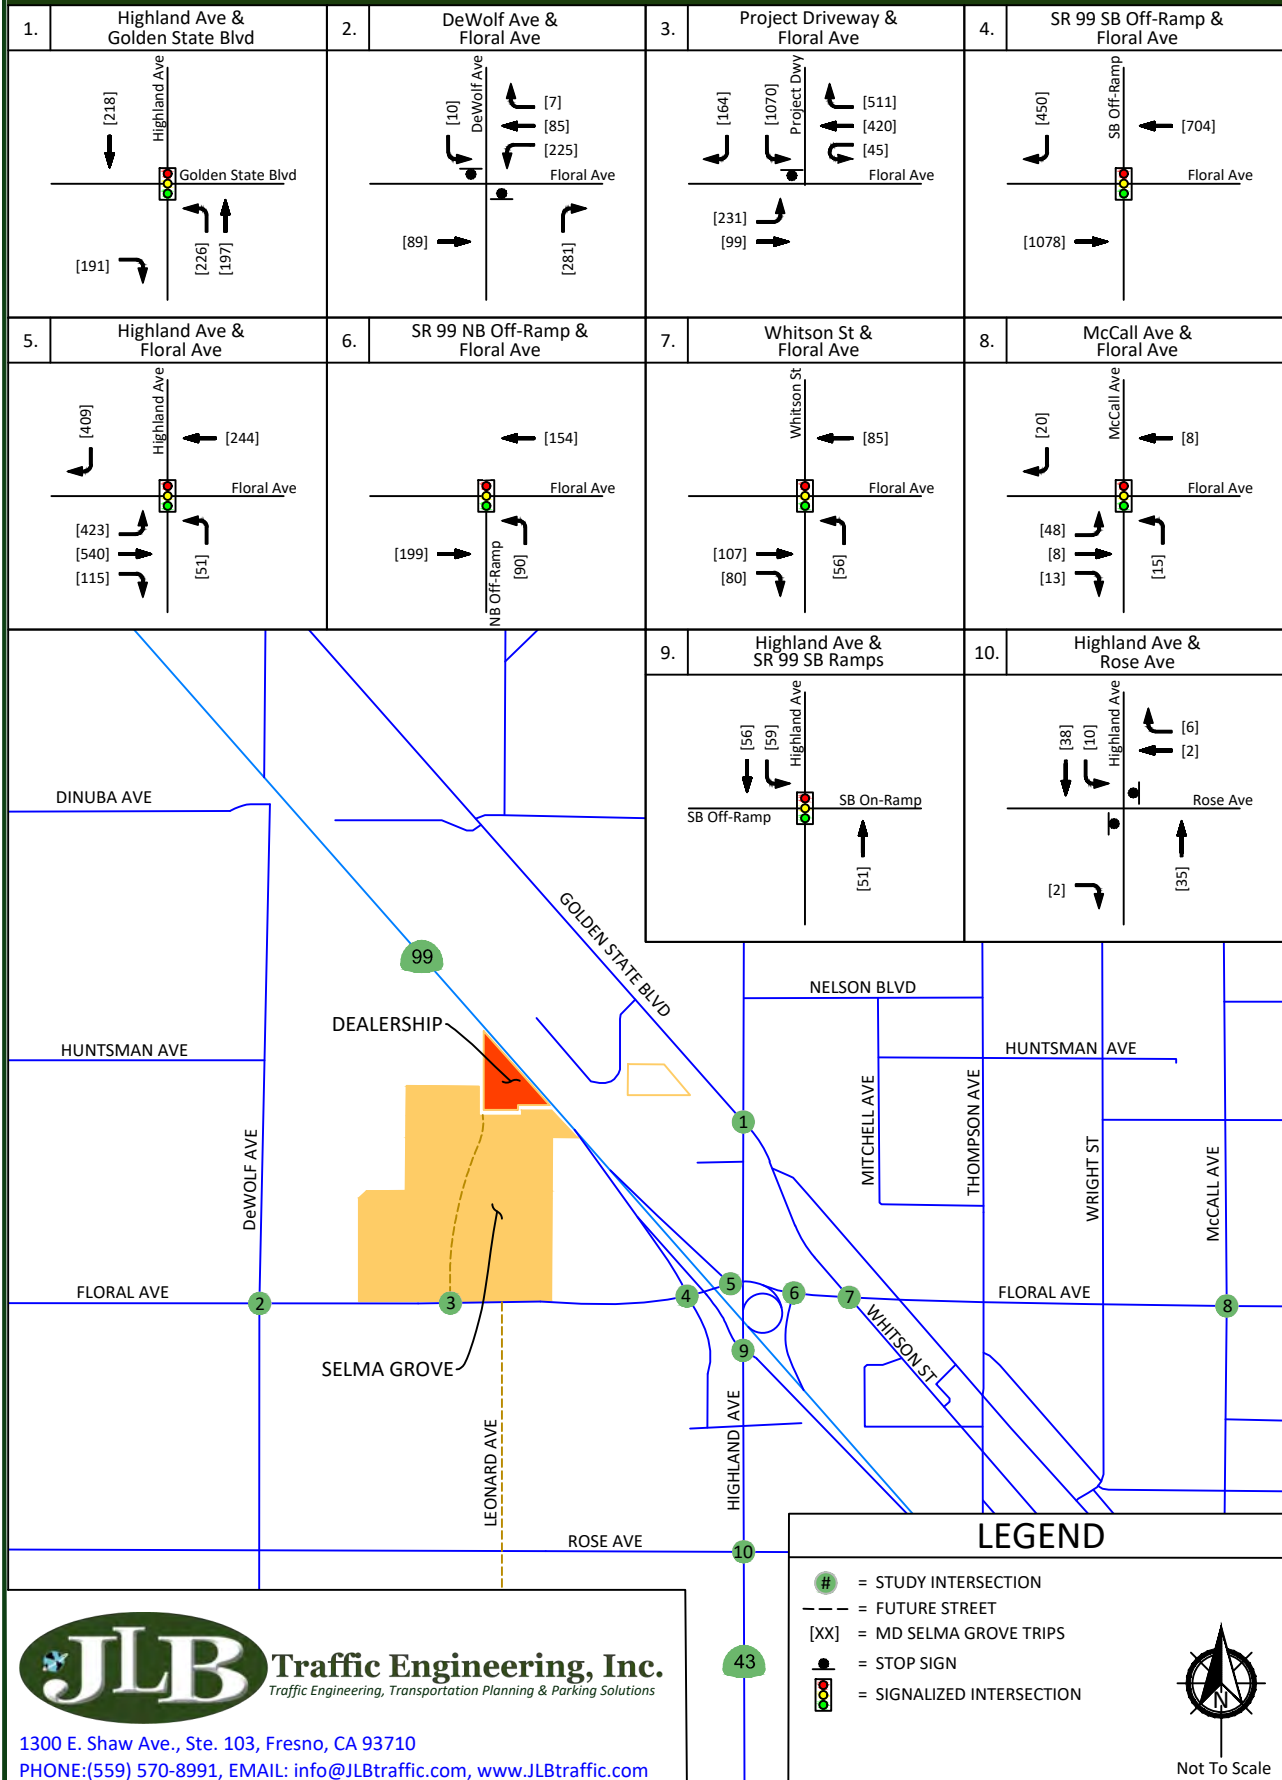 1.
Highland Ave &
Golden State Blvd
[218]
Highland Ave
Golden State Blvd
[191]
[226]
[197]
2.
DeWolf Ave &
Floral Ave
[10]
DeWolf Ave
[7]
[85]
[225]
Floral Ave
[89]
[281]
3.
Project Driveway &
Floral Ave
[164]
[1070]
Project Dwy
[511]
[420]
[45]
Floral Ave
[231]
[99]
4.
SR 99 SB Off-Ramp &
Floral Ave
[450]
SB Off-Ramp
[704]
Floral Ave
[1078]
5.
Highland Ave &
Floral Ave
[409]
Highland Ave
[244]
Floral Ave
[423]
[540]
[115]
[51]
6.
SR 99 NB Off-Ramp &
Floral Ave
[154]
Floral Ave
[199]
NB Off-Ramp
[90]
7.
Whitson St &
Floral Ave
Whitson St
[85]
Floral Ave
[107]
[80]
[56]
8.
McCall Ave &
Floral Ave
[20]
McCall Ave
[8]
Floral Ave
[48]
[8]
[13]
[15]
9.
Highland Ave &
SR 99 SB Ramps
[56]
[59]
Highland Ave
SB On-Ramp
SB Off-Ramp
[51]
10.
Highland Ave &
Rose Ave
[38]
[10]
Highland Ave
[6]
[2]
Rose Ave
[2]
[35]
DINUBA AVE
GOLDEN STATE BLVD
99
NELSON BLVD
DEALERSHIP
HUNTSMAN AVE
HUNTSMAN AVE
MITCHELL AVE
THOMPSON AVE
1
DeWOLF AVE
WRIGHT ST
McCALL AVE
FLORAL AVE
2
3
4
5
6
7
FLORAL AVE
8
WHITSON ST
9
SELMA GROVE
HIGHLAND AVE
LEONARD AVE
ROSE AVE
10
43
LEGEND
# = STUDY INTERSECTION
= FUTURE STREET
[XX] = MD SELMA GROVE TRIPS
= STOP SIGN
= SIGNALIZED INTERSECTION
N
Not To Scale
JLB Traffic Engineering, Inc.
Traffic Engineering, Transportation Planning & Parking Solutions
1300 E. Shaw Ave., Ste. 103, Fresno, CA 93710
PHONE:(559) 570-8991, EMAIL: info@JLBtraffic.com, www.JLBtraffic.com